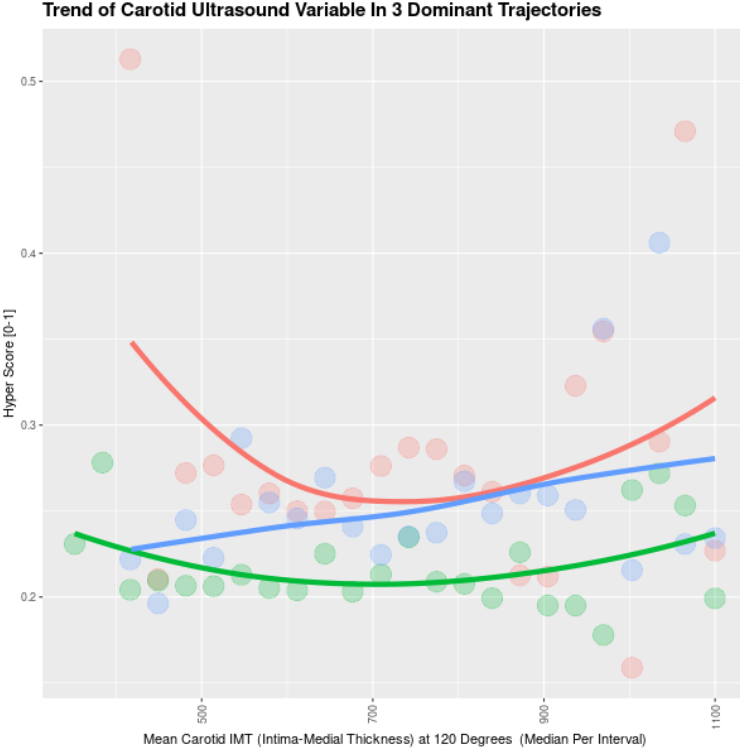 Trend of Carotid Ultrasound Variable In 3 Dominant Trajectories
Hyper Score [0-1]
0.5
0.4
0.3
0.2
500
700
900
1100
Mean Carotid IMT (Intima-Medial Thickness) at 120 Degrees (Median Per Interval)